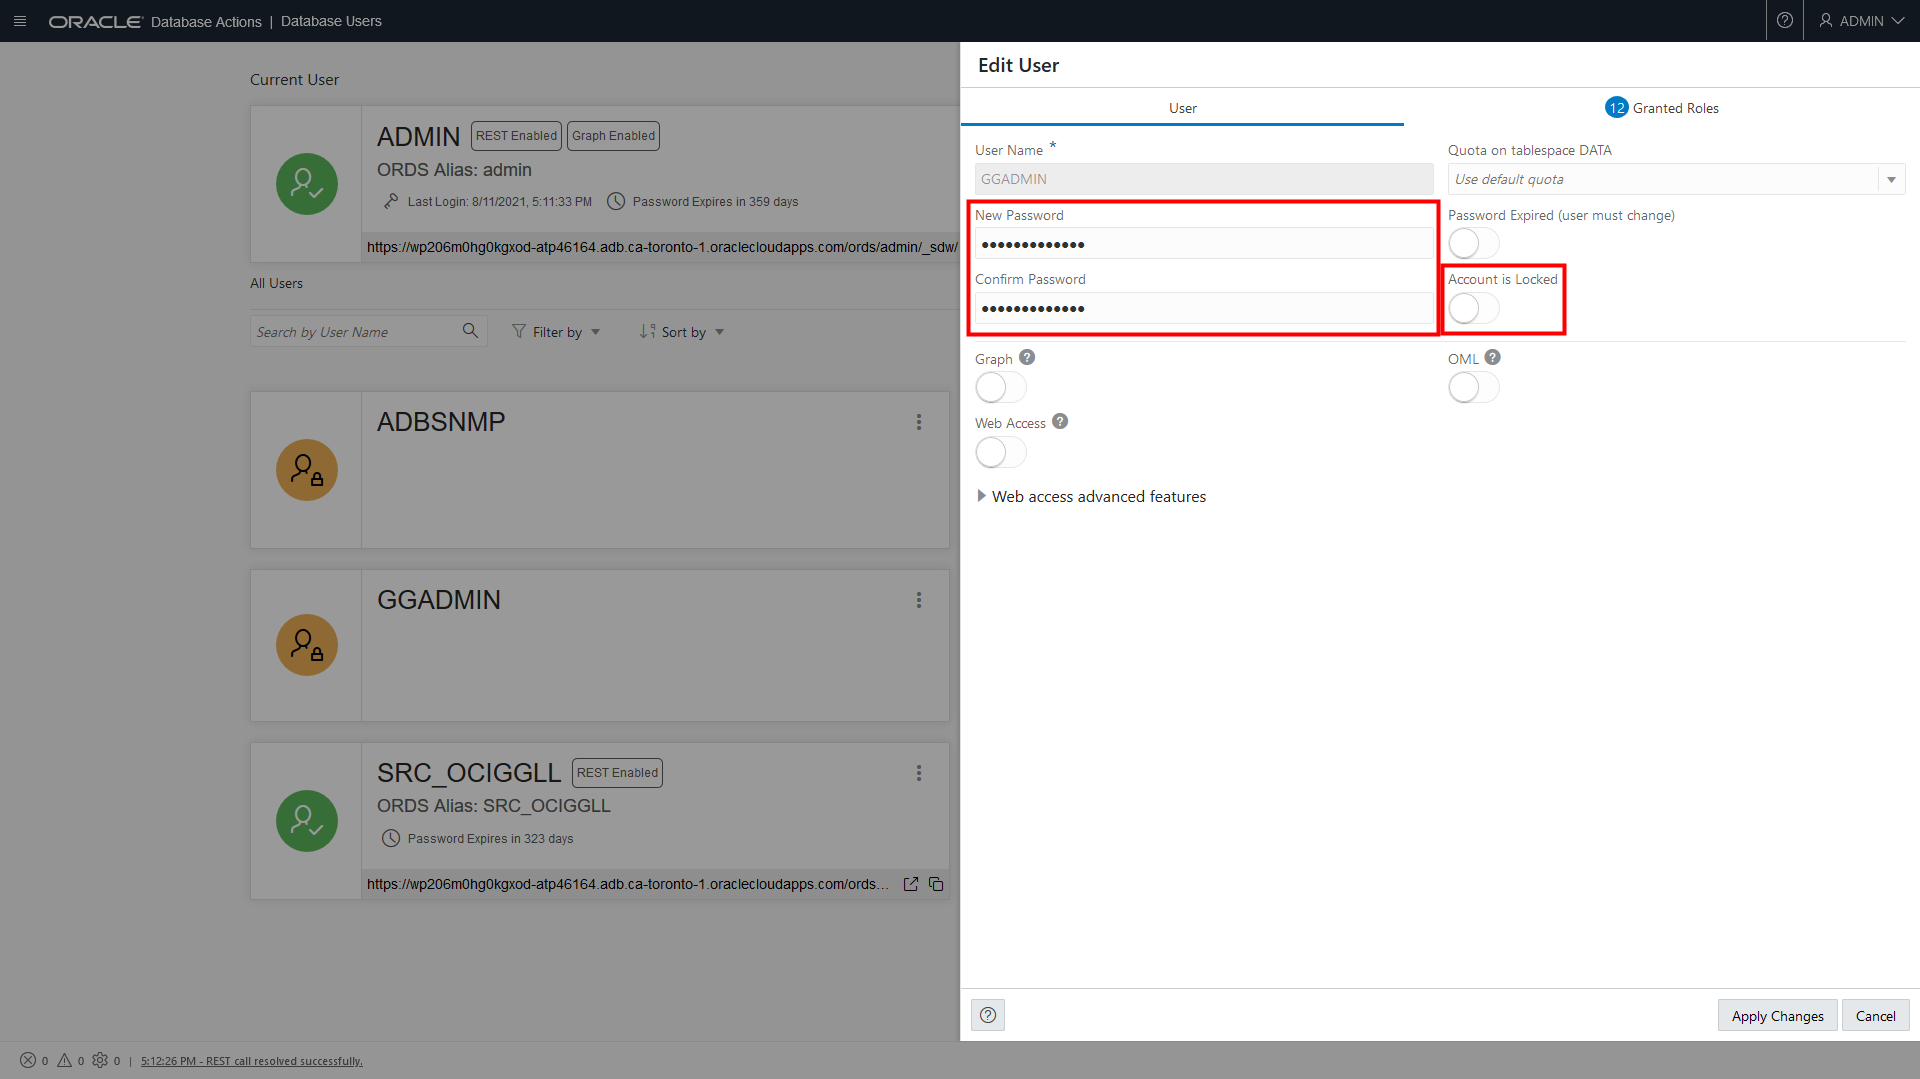 ORACLE Database Actions | Database Users
ADMIN
Current User
ADMIN REST Enabled Graph Enabled
ORDS Alias: admin
Last Login: 8/11/2021, 5:11:33 PM Password Expires in 359 days
https://wp206m0hg0kgxod-atp46164.adb.ca-toronto-1.oraclecloudapps.com/ords/admin/_sdw/
All Users
Search by User Name Filter by Sort by
ADBSNMP
GGADMIN
SRC_OCIGGLL REST Enabled
ORDS Alias: SRC_OCIGGLL
Password Expires in 323 days
https://wp206m0hg0kgxod-atp46164.adb.ca-toronto-1.oraclecloudapps.com/ords...
Edit User
User 12 Granted Roles
User Name * Quota on tablespace DATA
GGADMIN Use default quota
New Password Password Expired (user must change)
•••••••••••••
Confirm Password Account is Locked
•••••••••••••
Graph ? OML ?
Web Access ?
Web access advanced features
Apply Changes Cancel
0 0 0 | 5:12:26 PM - REST call resolved successfully.